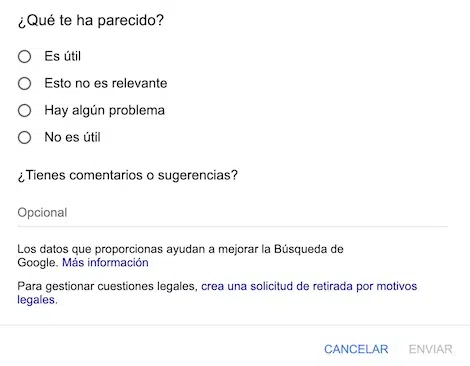 ¿Qué te ha parecido?
Es útil
Esto no es relevante
Hay algún problema
No es útil
¿Tienes comentarios o sugerencias?
Opcional
Los datos que proporcionas ayudan a mejorar la Búsqueda de
Google. Más información
Para gestionar cuestiones legales, crea una solicitud de retirada por motivos
legales.
CANCELAR ENVIAR